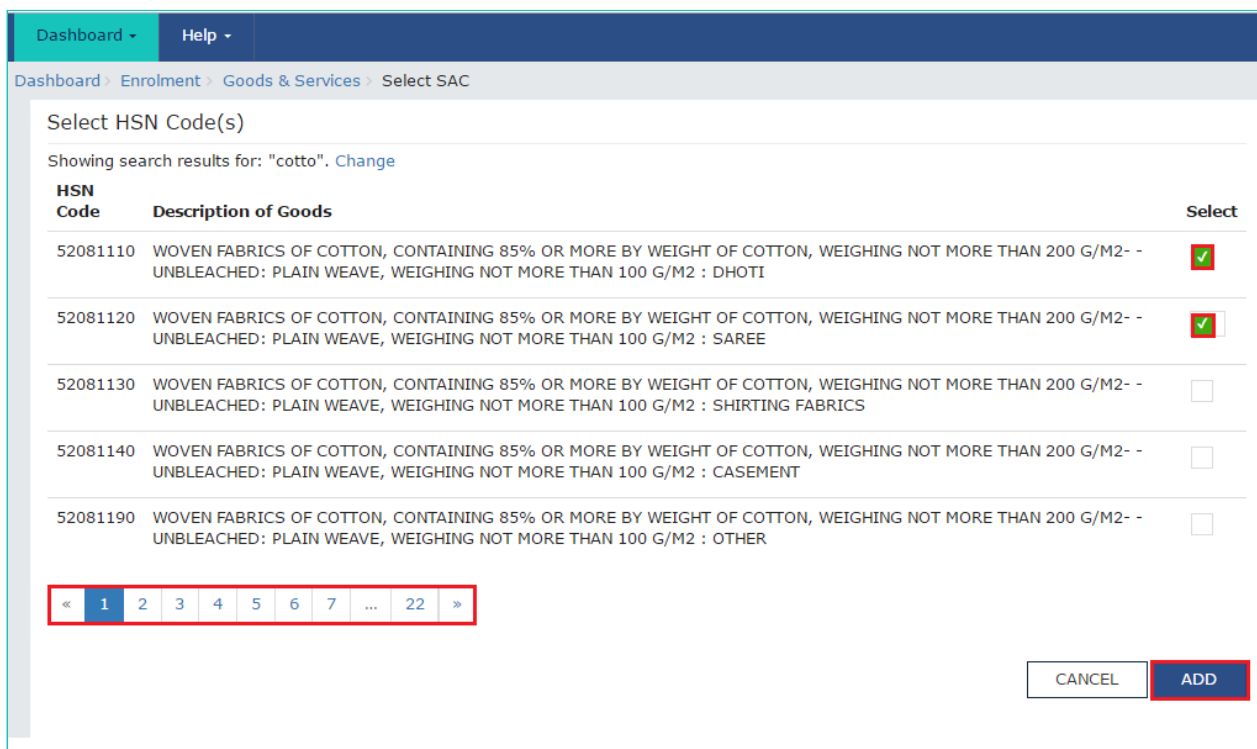 Dashboard Help
Dashboard > Enrolment > Goods & Services > Select SAC
Select HSN Code(s)
Showing search results for: "cotto". Change
HSN
Code Description of Goods Select
52081110 WOVEN FABRICS OF COTTON, CONTAINING 85% OR MORE BY WEIGHT OF COTTON, WEIGHING NOT MORE THAN 200 G/M2- -
UNBLEACHED: PLAIN WEAVE, WEIGHING NOT MORE THAN 100 G/M2 : DHOTI
52081120 WOVEN FABRICS OF COTTON, CONTAINING 85% OR MORE BY WEIGHT OF COTTON, WEIGHING NOT MORE THAN 200 G/M2- -
UNBLEACHED: PLAIN WEAVE, WEIGHING NOT MORE THAN 100 G/M2 : SAREE
52081130 WOVEN FABRICS OF COTTON, CONTAINING 85% OR MORE BY WEIGHT OF COTTON, WEIGHING NOT MORE THAN 200 G/M2- -
UNBLEACHED: PLAIN WEAVE, WEIGHING NOT MORE THAN 100 G/M2 : SHIRTING FABRICS
52081140 WOVEN FABRICS OF COTTON, CONTAINING 85% OR MORE BY WEIGHT OF COTTON, WEIGHING NOT MORE THAN 200 G/M2- -
UNBLEACHED: PLAIN WEAVE, WEIGHING NOT MORE THAN 100 G/M2 : CASEMENT
52081190 WOVEN FABRICS OF COTTON, CONTAINING 85% OR MORE BY WEIGHT OF COTTON, WEIGHING NOT MORE THAN 200 G/M2- -
UNBLEACHED: PLAIN WEAVE, WEIGHING NOT MORE THAN 100 G/M2 : OTHER
« 1 2 3 4 5 6 7 ... 22 »
CANCEL ADD